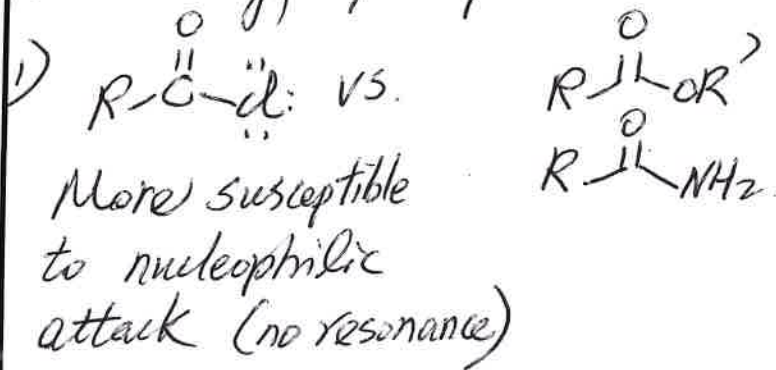 1) R-C(=O)-Cl: vs. R-C(=O)-OR'
R-C(=O)-NH2
More susceptible
to nucleophilic
attack (no resonance)